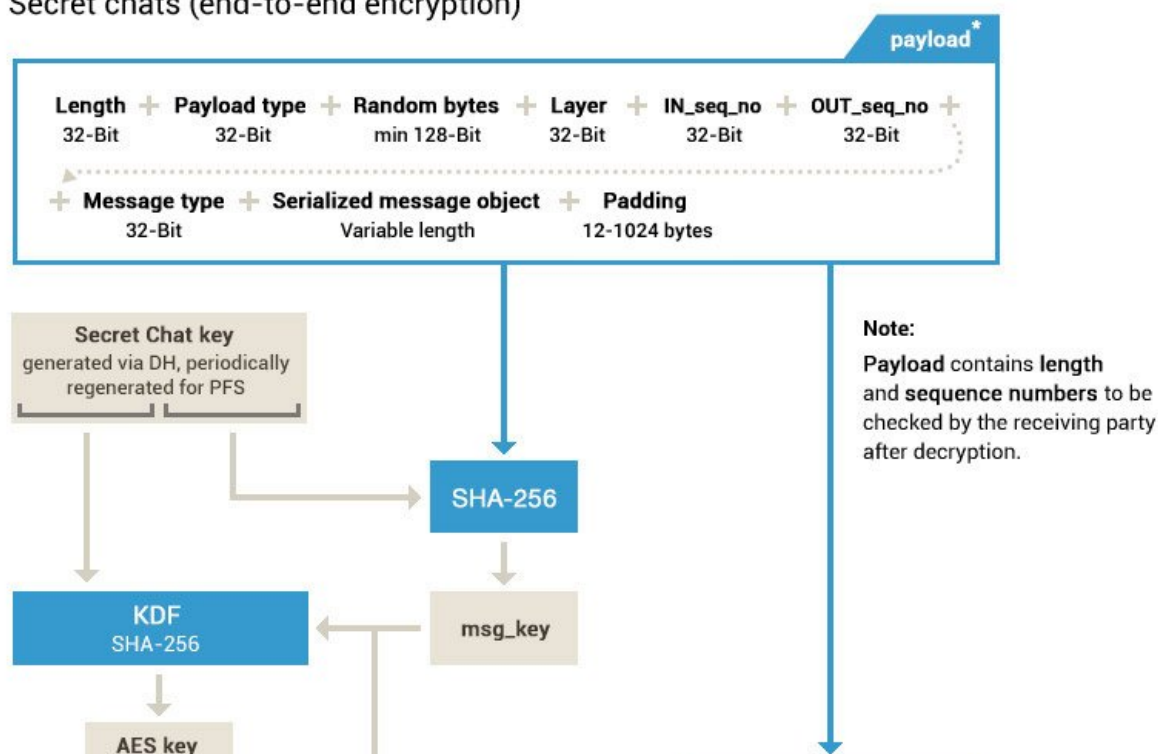 Secret chats (end-to-end encryption)
payload*
Length + Payload type + Random bytes + Layer + IN_seq_no + OUT_seq_no +
32-Bit 32-Bit min 128-Bit 32-Bit 32-Bit 32-Bit
+ Message type + Serialized message object + Padding
32-Bit Variable length 12-1024 bytes
Secret Chat key
generated via DH, periodically
regenerated for PFS
Note:
Payload contains length
and sequence numbers to be
checked by the receiving party
after decryption.
SHA-256
KDF
SHA-256
msg_key
AES key